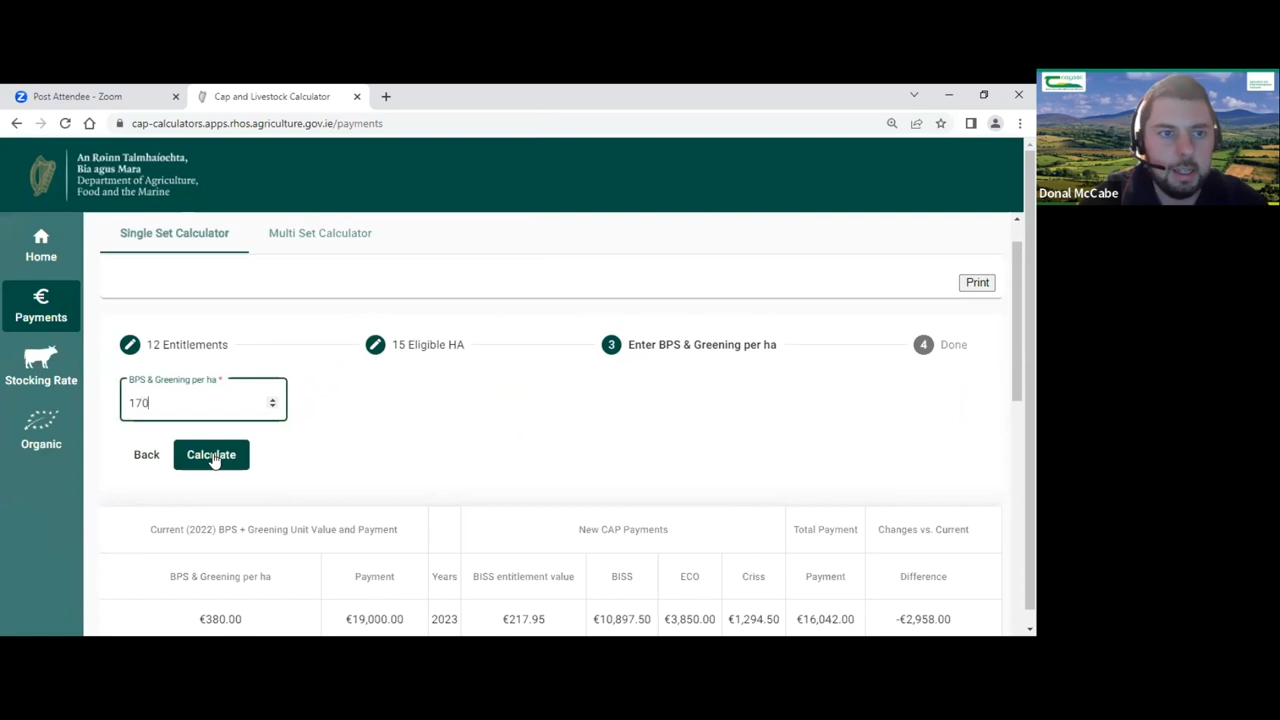 Post Attendee - Zoom
Cap and Livestock Calculator
cap-calculators.apps.rhos.agriculture.gov.ie/payments
An Roinn Talmhaíochta,
Bia agus Mara
Department of Agriculture,
Food and the Marine
Donal McCabe
Home
Payments
Stocking Rate
Organic
Single Set Calculator Multi Set Calculator
Print
12 Entitlements 15 Eligible HA 3 Enter BPS & Greening per ha 4 Done
BPS & Greening per ha *
170
Back Calculate
Current (2022) BPS + Greening Unit Value and Payment New CAP Payments Total Payment Changes vs. Current
BPS & Greening per ha Payment Years BISS entitlement value BISS ECO Criss Payment Difference
€380.00 €19,000.00 2023 €217.95 €10,897.50 €3,850.00 €1,294.50 €16,042.00 -€2,958.00